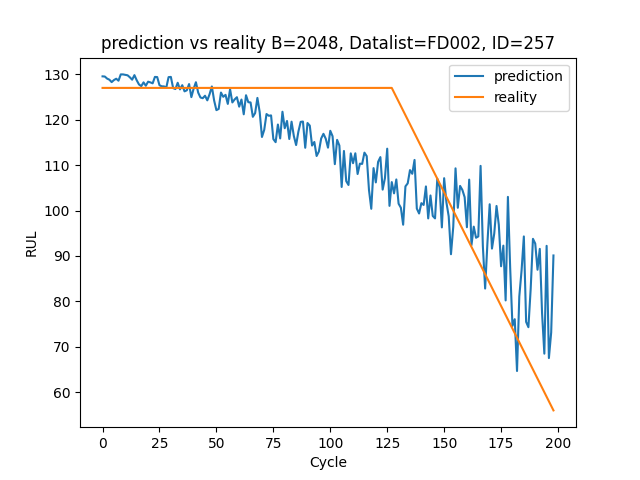 prediction vs reality B=2048, Datalist=FD002, ID=257
prediction
reality
RUL
130
120
110
100
90
80
70
60
0 25 50 75 100 125 150 175 200
Cycle